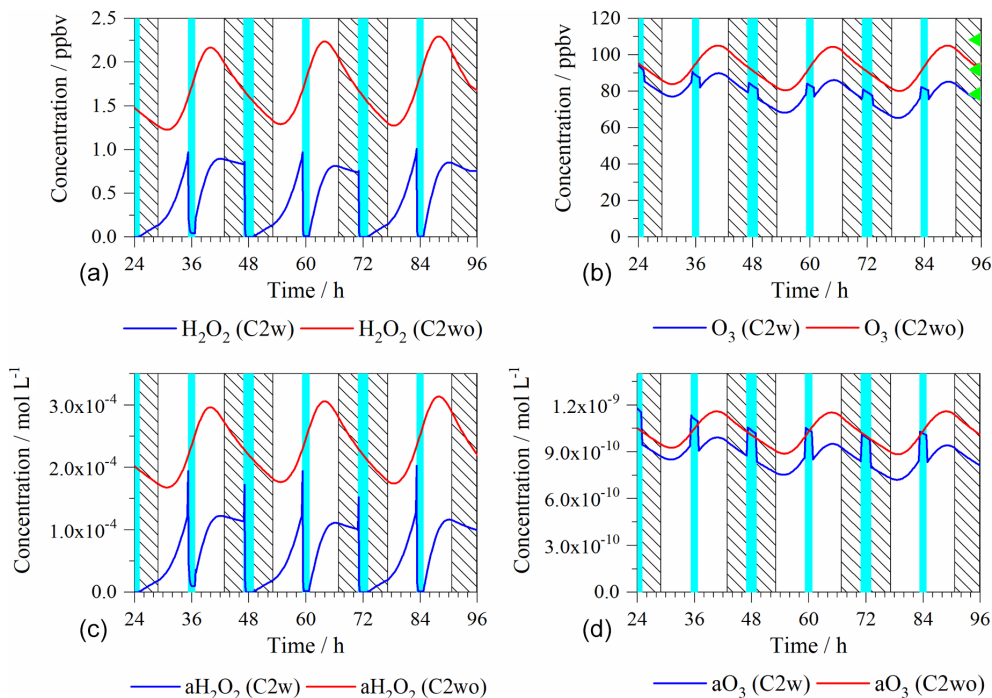 2.5
2.0
1.5
1.0
0.5
0.0
Concentration / ppbv
24 36 48 60 72 84 96
(a)
Time / h
H₂O₂ (C2w) H₂O₂ (C2wo)
120
100
80
60
40
20
0
Concentration / ppbv
24 36 48 60 72 84 96
(b)
Time / h
O₃ (C2w) O₃ (C2wo)
3.0x10⁻⁴
2.0x10⁻⁴
1.0x10⁻⁴
0.0
Concentration / mol L⁻¹
24 36 48 60 72 84 96
(c)
Time / h
aH₂O₂ (C2w) aH₂O₂ (C2wo)
1.2x10⁻⁹
9.0x10⁻¹⁰
6.0x10⁻¹⁰
3.0x10⁻¹⁰
0.0
Concentration / mol L⁻¹
24 36 48 60 72 84 96
(d)
Time / h
aO₃ (C2w) aO₃ (C2wo)